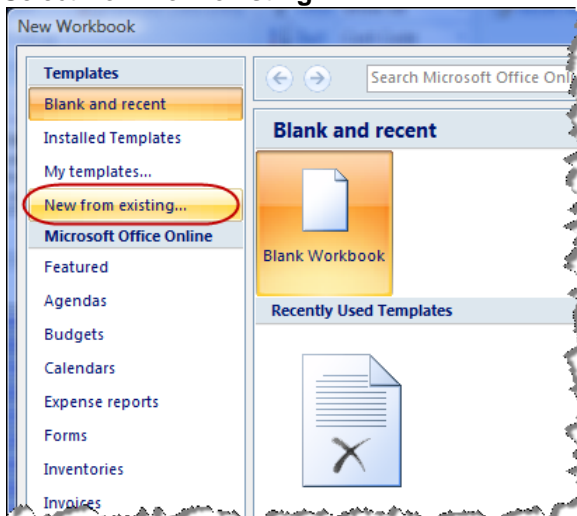 New Workbook
Templates
Blank and recent
Installed Templates
My templates...
New from existing...
Microsoft Office Online
Featured
Agendas
Budgets
Calendars
Expense reports
Forms
Inventories
Invoices
Search Microsoft Office Onl
Blank and recent
Blank Workbook
Recently Used Templates